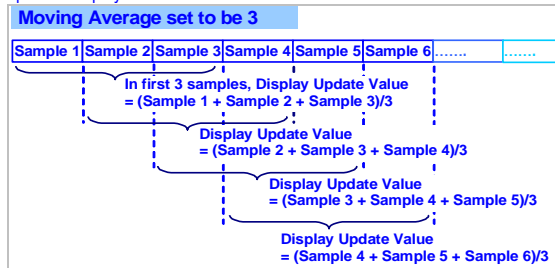 Moving Average set to be 3
Sample 1 Sample 2 Sample 3 Sample 4 Sample 5 Sample 6 ....... .......
In first 3 samples, Display Update Value
= (Sample 1 + Sample 2 + Sample 3)/3
Display Update Value
= (Sample 2 + Sample 3 + Sample 4)/3
Display Update Value
= (Sample 3 + Sample 4 + Sample 5)/3
Display Update Value
= (Sample 4 + Sample 5 + Sample 6)/3